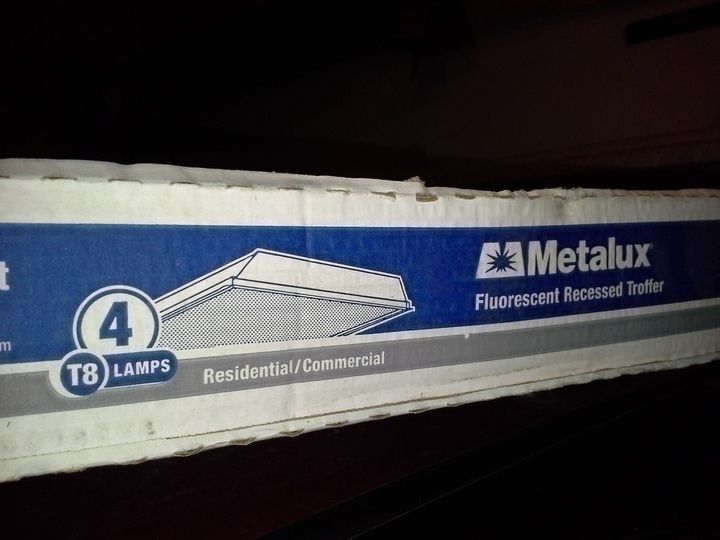 Metalux
Fluorescent Recessed Troffer
4
T8 LAMPS
Residential/Commercial